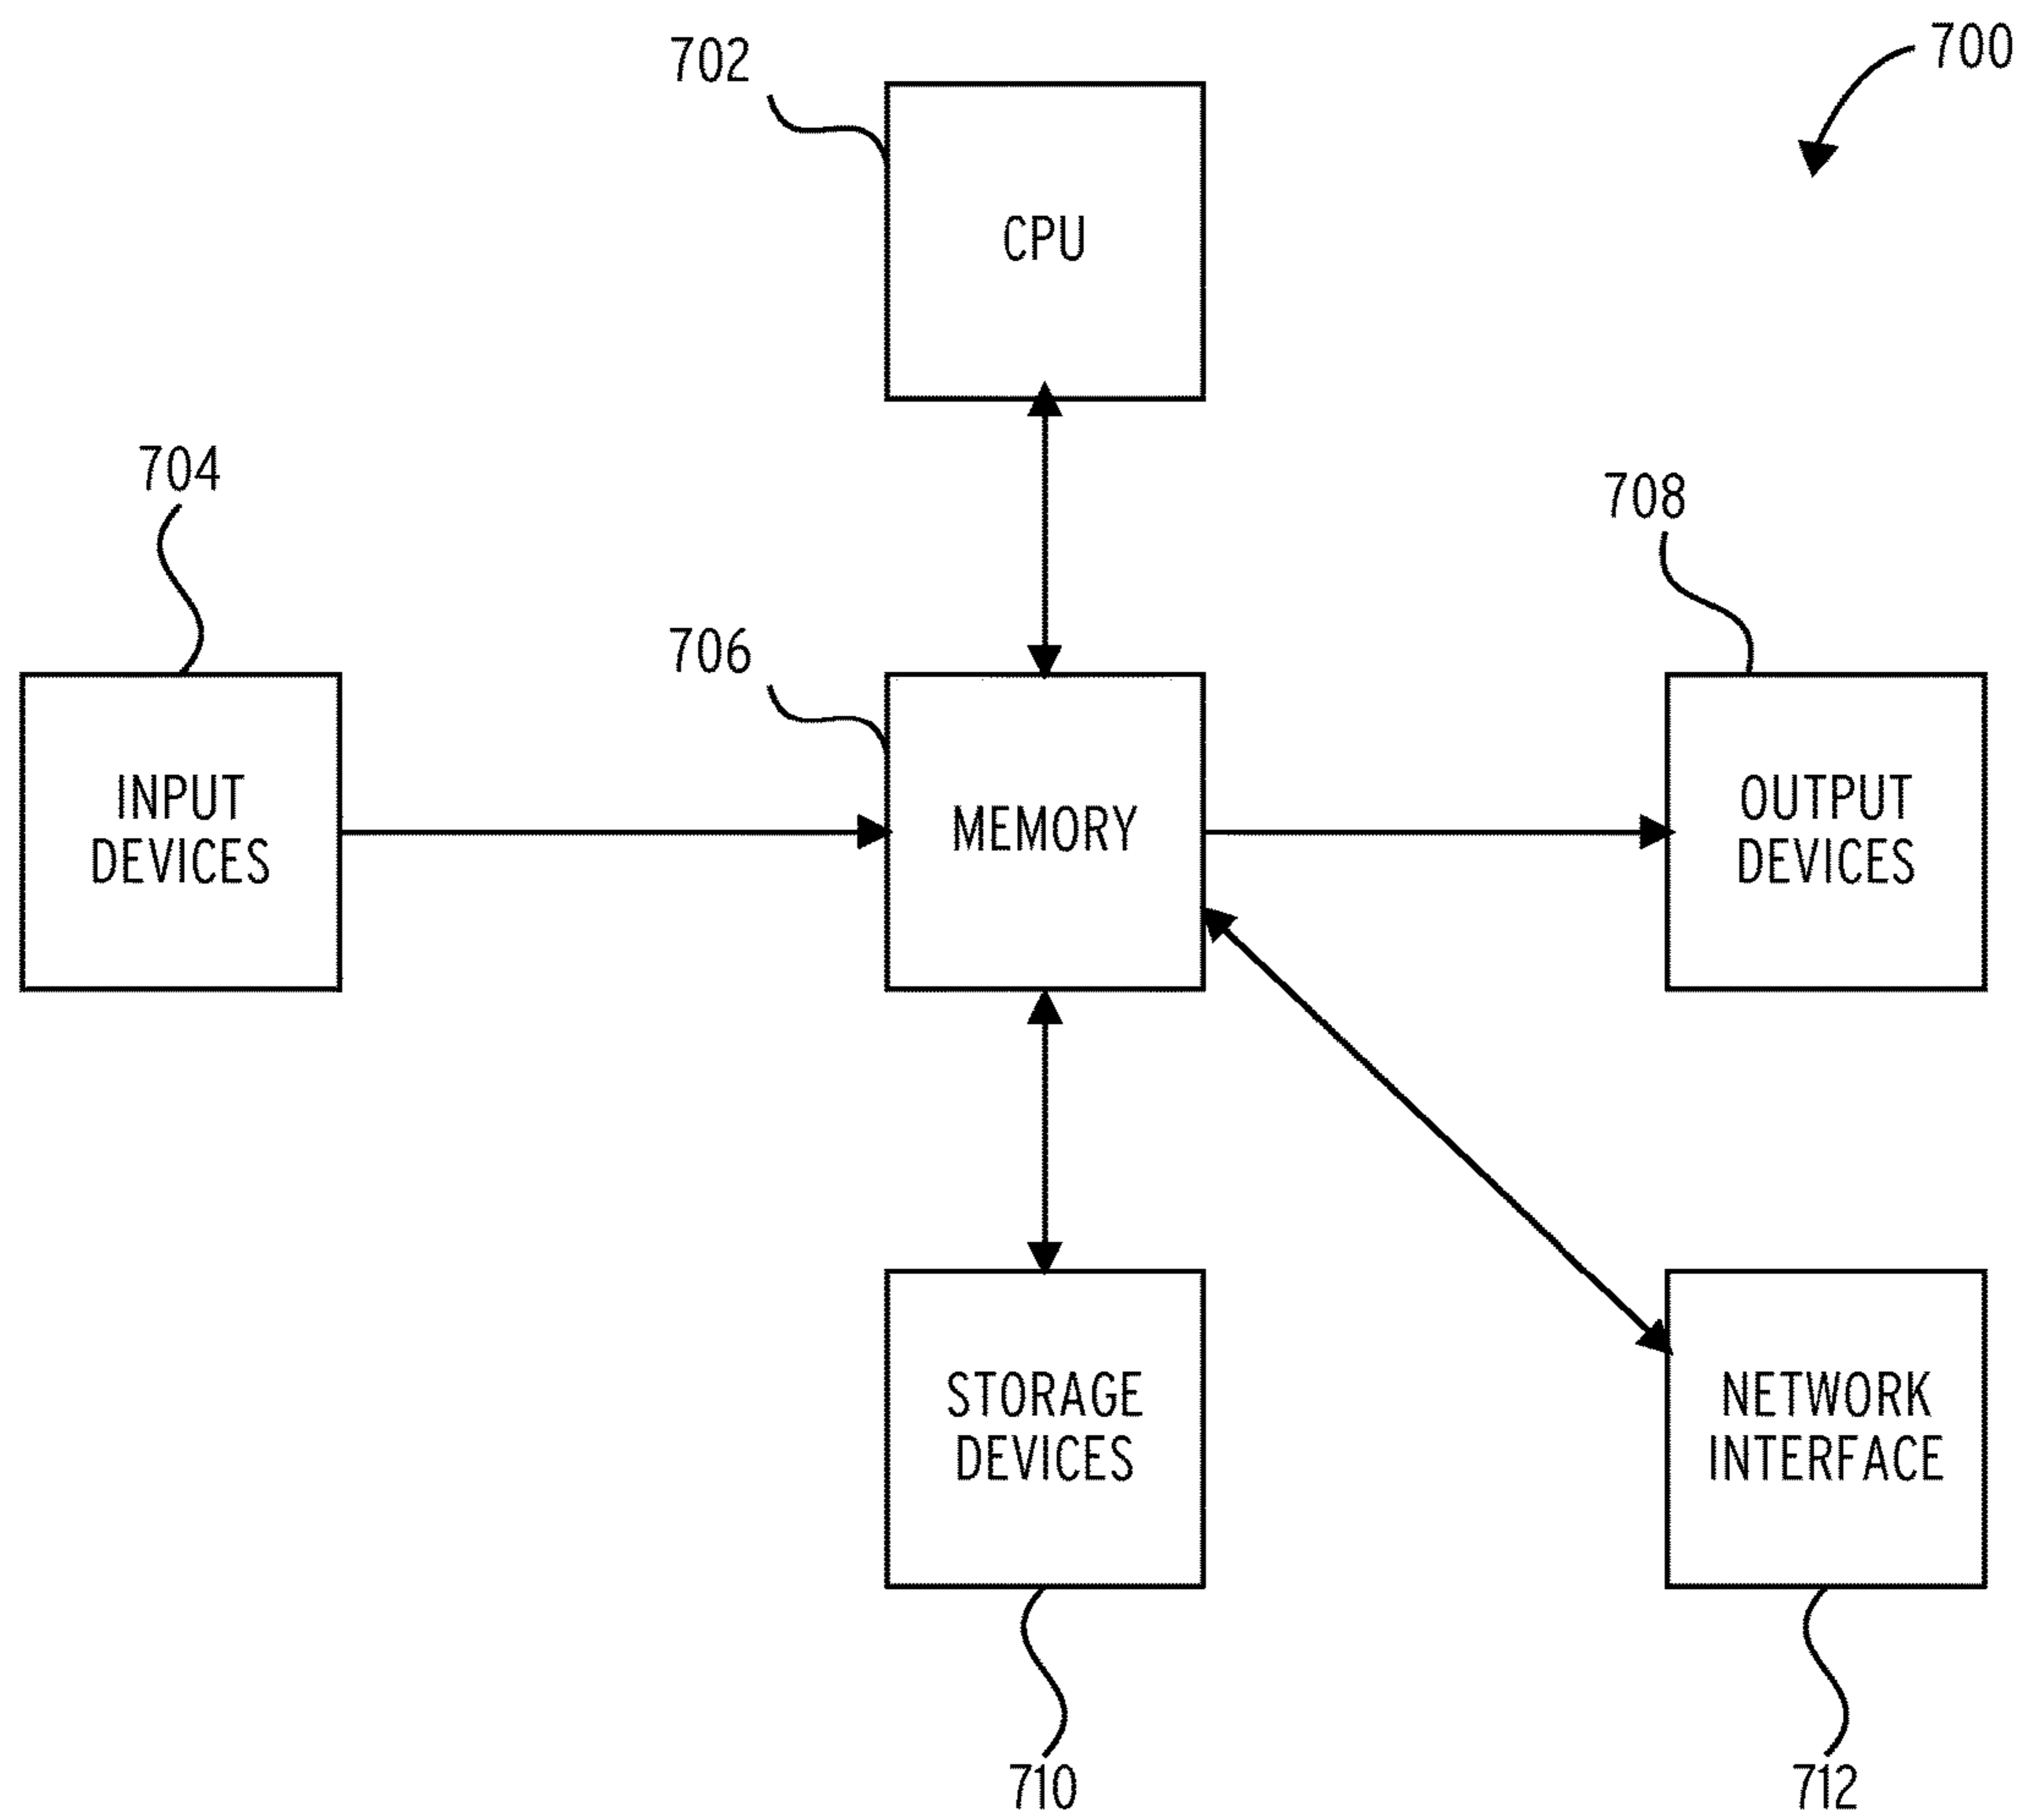 702
700
CPU
704
708
706
INPUT
DEVICES
MEMORY
OUTPUT
DEVICES
STORAGE
DEVICES
NETWORK
INTERFACE
710
712